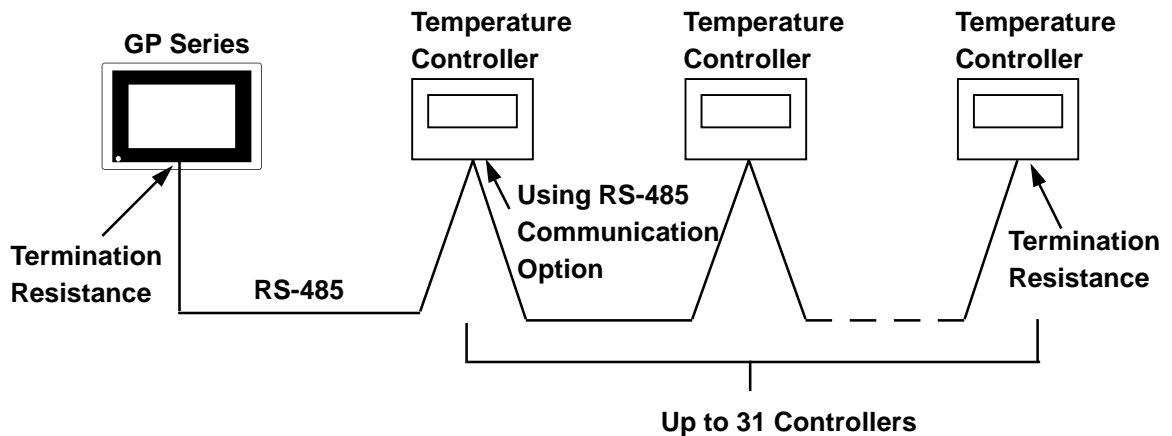 GP Series
Temperature
Controller
Temperature
Controller
Temperature
Controller
Termination
Resistance
RS-485
Using RS-485
Communication
Option
Termination
Resistance
Up to 31 Controllers